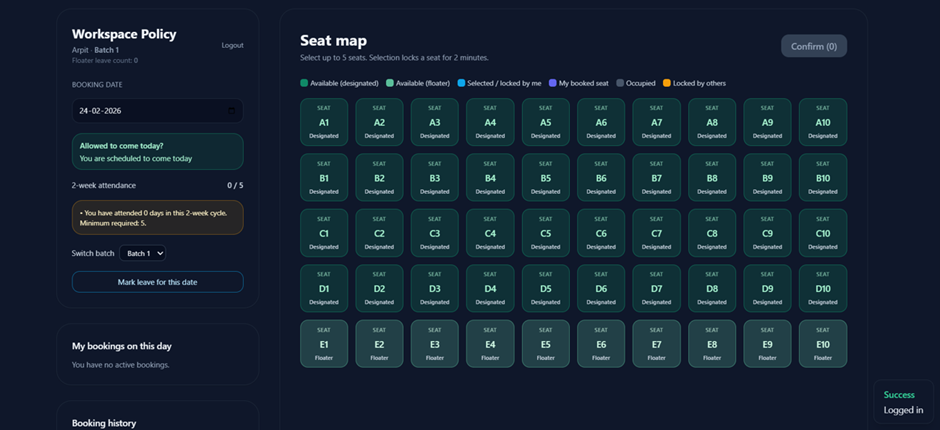 Workspace Policy
Arpit · Batch 1
Floater leave count: 0
Logout
BOOKING DATE
24-02-2026
Allowed to come today?
You are scheduled to come today
2-week attendance 0 / 5
• You have attended 0 days in this 2-week cycle.
Minimum required: 5.
Switch batch Batch 1
Mark leave for this date
My bookings on this day
You have no active bookings.
Booking history
Seat map
Select up to 5 seats. Selection locks a seat for 2 minutes.
Confirm (0)
Available (designated) Available (floater) Selected / locked by me My booked seat Occupied Locked by others
SEAT SEAT SEAT SEAT SEAT SEAT SEAT SEAT SEAT SEAT
A1 A2 A3 A4 A5 A6 A7 A8 A9 A10
Designated Designated Designated Designated Designated Designated Designated Designated Designated Designated
SEAT SEAT SEAT SEAT SEAT SEAT SEAT SEAT SEAT SEAT
B1 B2 B3 B4 B5 B6 B7 B8 B9 B10
Designated Designated Designated Designated Designated Designated Designated Designated Designated Designated
SEAT SEAT SEAT SEAT SEAT SEAT SEAT SEAT SEAT SEAT
C1 C2 C3 C4 C5 C6 C7 C8 C9 C10
Designated Designated Designated Designated Designated Designated Designated Designated Designated Designated
SEAT SEAT SEAT SEAT SEAT SEAT SEAT SEAT SEAT SEAT
D1 D2 D3 D4 D5 D6 D7 D8 D9 D10
Designated Designated Designated Designated Designated Designated Designated Designated Designated Designated
SEAT SEAT SEAT SEAT SEAT SEAT SEAT SEAT SEAT SEAT
E1 E2 E3 E4 E5 E6 E7 E8 E9 E10
Floater Floater Floater Floater Floater Floater Floater Floater Floater Floater
Success
Logged in